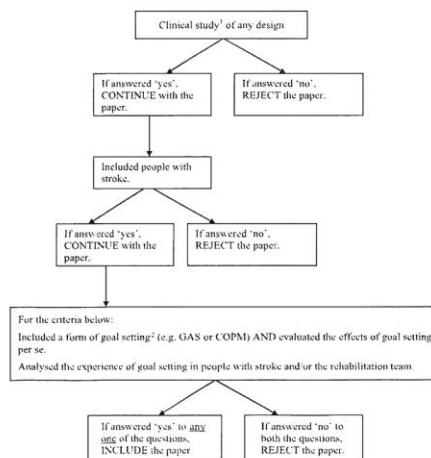 Clinical study¹ of any design
If answered 'yes',
CONTINUE with the
paper.
If answered 'no',
REJECT the paper.
Included people with
stroke.
If answered 'yes',
CONTINUE with the
paper.
If answered 'no',
REJECT the paper.
For the criteria below:
Included a form of goal setting² (e.g. GAS or COPM) AND evaluated the effects of goal setting
per se.
Analysed the experience of goal setting in people with stroke and/ur the rehabilitation team.
If answered 'yes' to any
one of the questions,
INCLUDE the paper
If answered 'no' to
both the questions,
REJECT the paper.